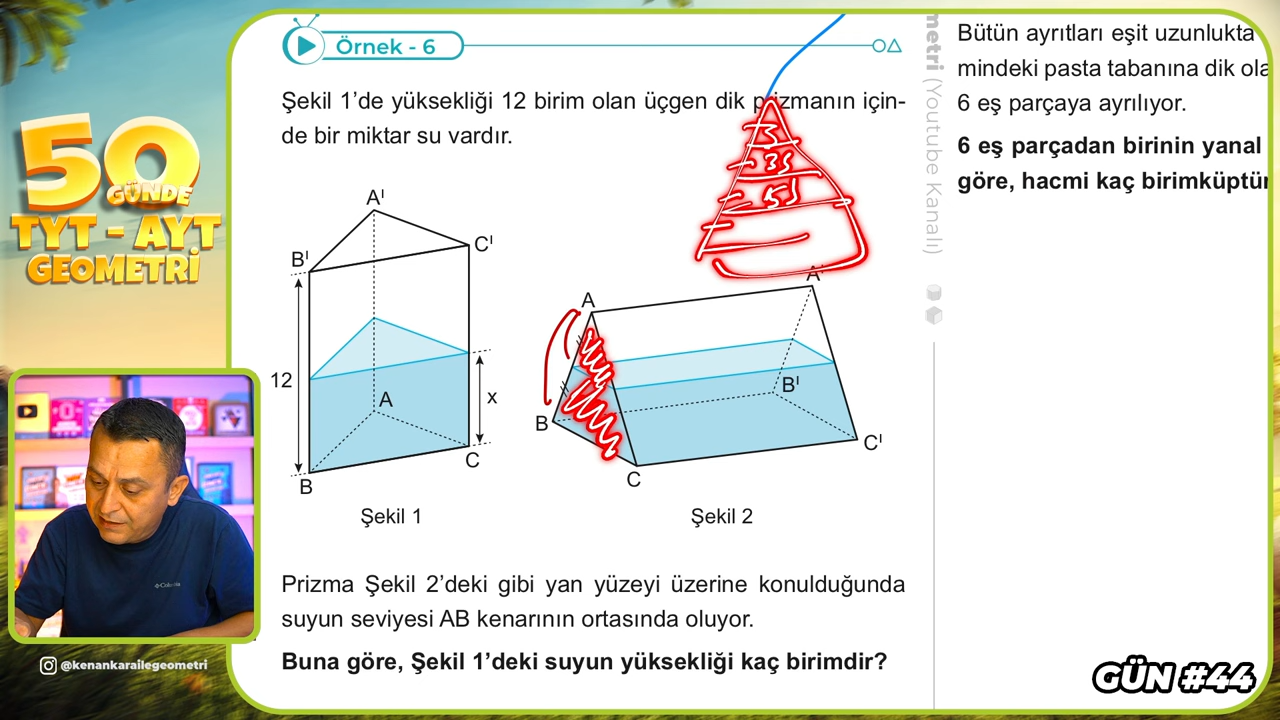 50
GÜNDE
TYT - AYT
GEOMETRİ
Örnek - 6
Şekil 1'de yüksekliği 12 birim olan üçgen dik prizmanın için-
de bir miktar su vardır.
A'
B'
C'
12
A
x
B
C
Şekil 1
S
3S
5S
A
A'
B
B'
C
C'
Şekil 2
Prizma Şekil 2'deki gibi yan yüzeyi üzerine konulduğunda
suyun seviyesi AB kenarının ortasında oluyor.
Buna göre, Şekil 1'deki suyun yüksekliği kaç birimdir?
metri (Youtube Kanalı)
Bütün ayrıtları eşit uzunlukta
mindeki pasta tabanına dik ola
6 eş parçaya ayrılıyor.
6 eş parçadan birinin yanal
göre, hacmi kaç birimküptür
Columbia
@kenankarailegeometri
GÜN #44